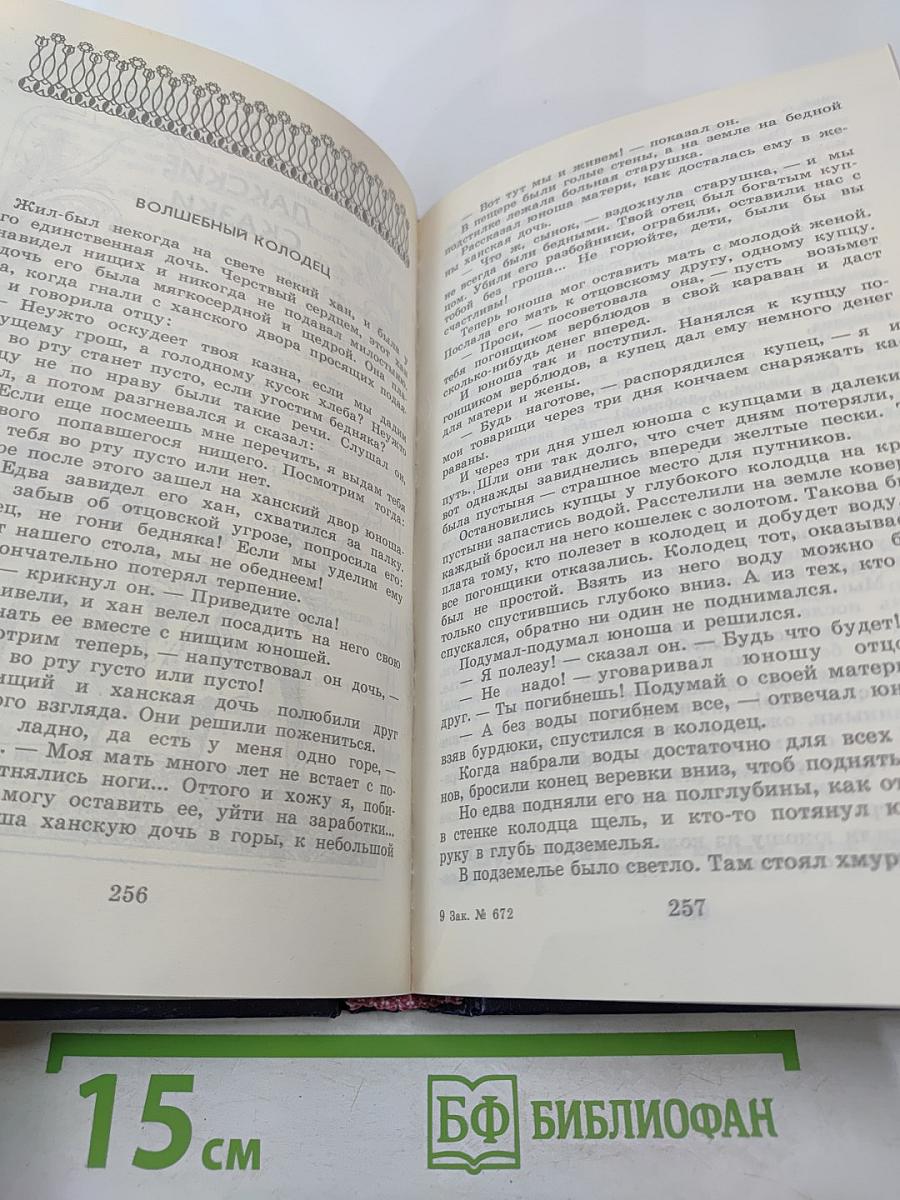 ВОЛШЕБНЫЙ КОЛОДЕЦ
Жил-был некогда на свете некий хан, и была у
го единственная дочь. Черствый сердцем, этот хан
навидел нищих и никогда не подавал милостыню
дочь его была мягкосердной и щедрой. Она пла-
а, когда гнали с ханского двора просящих подая-
и говорила отцу:
— Неужто оскудеет твоя казна, если мы дадим
ущему грош, а голодному кусок хлеба? Неужто
во рту станет пусто, если угостим бедняка?
цу не по нраву были такие речи. Слушал он,
л, а потом разгневался и сказал:
Если еще посмеешь мне перечить, я выдам тебя
вого попавшегося нищего. Посмотрим тогда:
тебя во рту пусто или нет.
ре после этого зашел на ханский двор юноша-
Едва завидел его хан, схватился за палку.
забыв об отцовской угрозе, попросила его:
ец, не гони бедняка! Если мы уделим ему
т нашего стола, мы не обеднеем!
ончательно потерял терпение.
— крикнул он. — Приведите осла!
ивели, и хан велел посадить на него свою
нать ее вместе с нищим юношей.
отрим теперь, — напутствовал он дочь, —
во рту густо или пусто!
ищий и ханская дочь полюбили друг
ого взгляда. Они решили пожениться.
ладно, да есть у меня одно горе, —
. — Моя мать много лет не встает с по-
тнялись ноги... Оттого и хожу я, поби-
могу оставить ее, уйти на заработки...
ша ханскую дочь в горы, к небольшой
256
— Вот тут мы и живем! — показал он.
В пещере были голые стены, а на земле на бедной
подстилке лежала больная старушка.
Рассказал юноша матери, как досталась ему в же-
ны ханская дочь.
— Что ж, сынок, — вздохнула старушка, — и мы
не всегда были бедными. Твой отец был богатым куп-
цом. Убили его разбойники, ограбили, оставили нас с
тобой без гроша... Не горюйте, дети, были бы вы
счастливы!
Теперь юноша мог оставить мать с молодой женой.
Послала его мать к отцовскому другу, одному купцу.
— Проси, — посоветовала она, — пусть возьмет
тебя погонщиком верблюдов в свой караван и даст
сколько-нибудь денег вперед.
И юноша так и поступил. Нанялся к купцу по-
гонщиком верблюдов, а купец дал ему немного денег
для матери и жены.
— Будь наготове, — распорядился купец, — я и
мои товарищи через три дня кончаем снаряжать ка-
раваны.
И через три дня ушел юноша с купцами в далеки
путь. Шли они так долго, что счет дням потеряли,
вот однажды завиднелись впереди желтые пески.
была пустыня — страшное место для путников.
Остановились купцы у глубокого колодца на кр
пустыни запастись водой. Расстелили на земле ковер
каждый бросил на него кошелек с золотом. Такова бы
плата тому, кто полезет в колодец и добудет воду,
все погонщики отказались. Колодец тот, оказывае
был не простой. Взять из него воду можно б
только спустившись глубоко вниз. А из тех, кто
спускался, обратно ни один не поднимался.
Подумал-подумал юноша и решился.
— Я полезу! — сказал он. — Будь что будет!
— Не надо! — уговаривал юношу отцо
друг. — Ты погибнешь! Подумай о своей матер
— А без воды погибнем все, — отвечал юн
взяв бурдюки, спустился в колодец.
Когда набрали воды достаточно для всех
нов, бросили конец веревки вниз, чтоб поднять
Но едва подняли его на полглубины, как от
в стенке колодца щель, и кто-то потянул ю
руку в глубь подземелья.
В подземелье было светло. Там стоял хмур
9 Зак. № 672
257
15 см
БФ БИБЛИОФАН